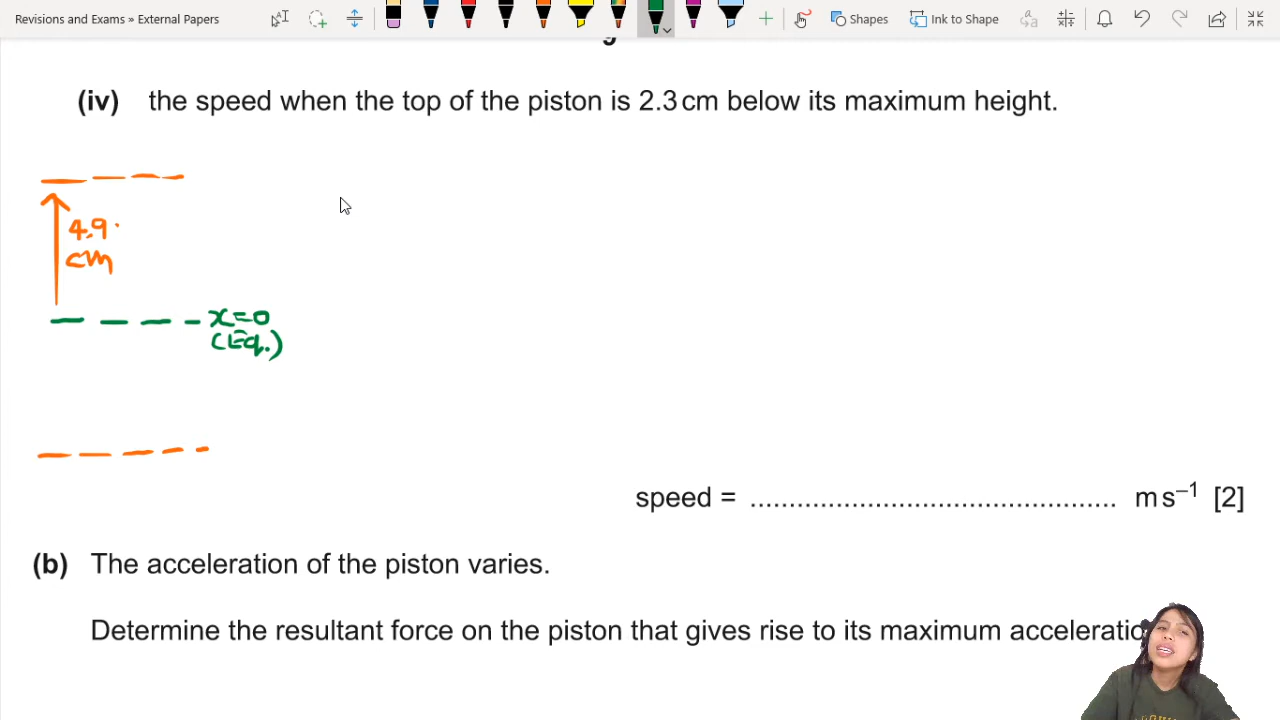 Revisions and Exams » External Papers
Shapes
Ink to Shape
(iv) the speed when the top of the piston is 2.3 cm below its maximum height.
4.9
cm
x=0
(Eq.)
speed = ............................................ m s⁻¹ [2]
(b) The acceleration of the piston varies.
Determine the resultant force on the piston that gives rise to its maximum